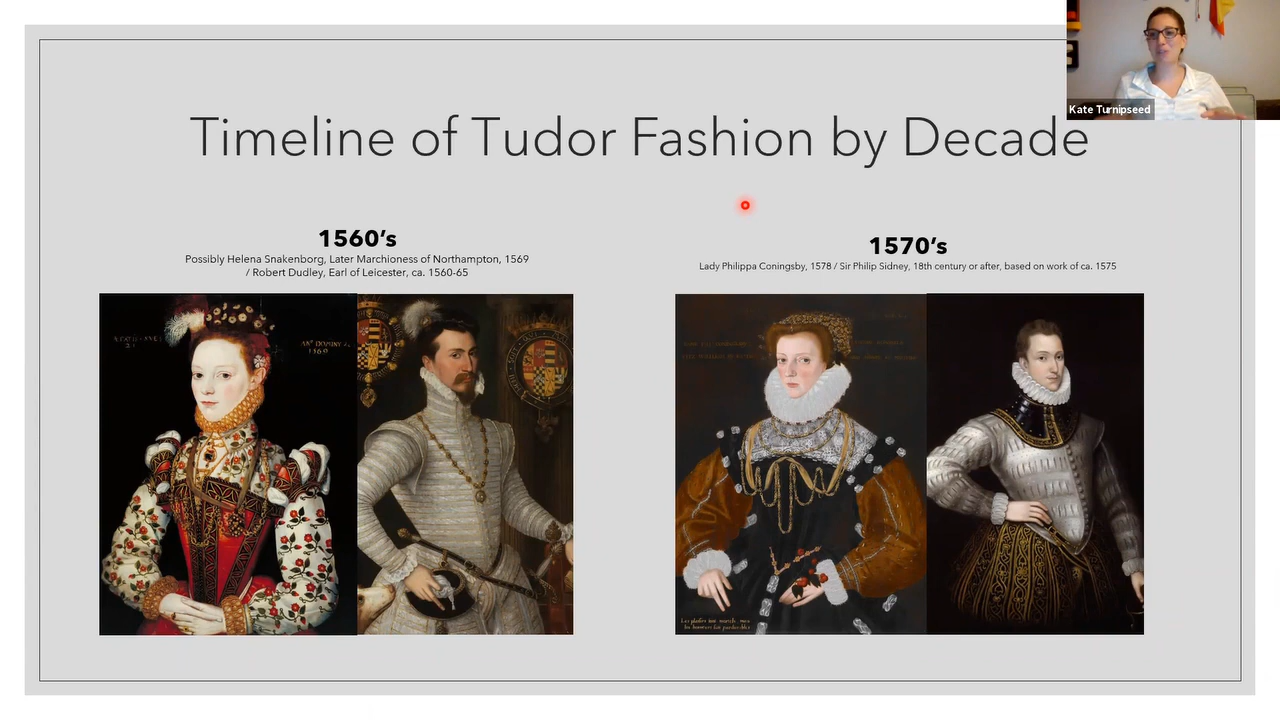 Kate Turnipseed
Timeline of Tudor Fashion by Decade
1560's
Possibly Helena Snakenborg, Later Marchioness of Northampton, 1569
/ Robert Dudley, Earl of Leicester, ca. 1560-65
1570's
Lady Philippa Coningsby, 1578 / Sir Philip Sidney, 18th century or after, based on work of ca. 1575
1569